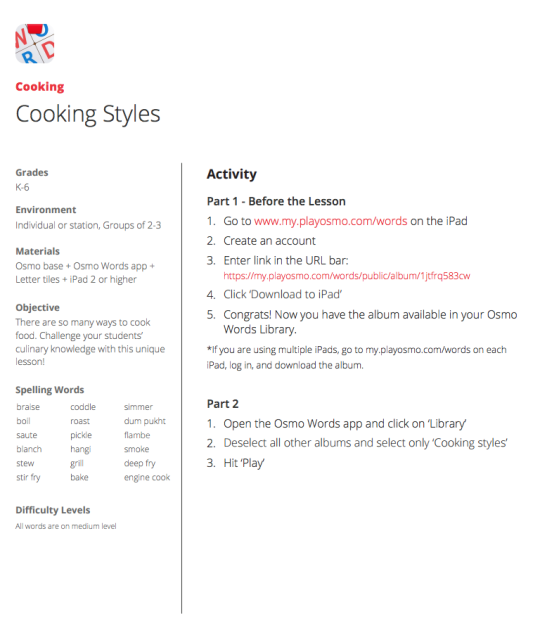 N
U
R
D
Cooking
Cooking Styles
Grades
K-6
Environment
Individual or station, Groups of 2-3
Materials
Osmo base + Osmo Words app +
Letter tiles + iPad 2 or higher
Objective
There are so many ways to cook
food. Challenge your students'
culinary knowledge with this unique
lesson!
Spelling Words
braise coddle simmer
boil roast dum pukht
saute pickle flambe
blanch hangi smoke
stew grill deep fry
stir fry bake engine cook
Difficulty Levels
All words are on medium level
Activity
Part 1 - Before the Lesson
1. Go to www.my.playosmo.com/words on the iPad
2. Create an account
3. Enter link in the URL bar:
https://my.playosmo.com/words/public/album/1jtfrq583cw
4. Click 'Download to iPad'
5. Congrats! Now you have the album available in your Osmo
Words Library.
*If you are using multiple iPads, go to my.playosmo.com/words on each
iPad, log in, and download the album.
Part 2
1. Open the Osmo Words app and click on 'Library'
2. Deselect all other albums and select only 'Cooking styles'
3. Hit 'Play'